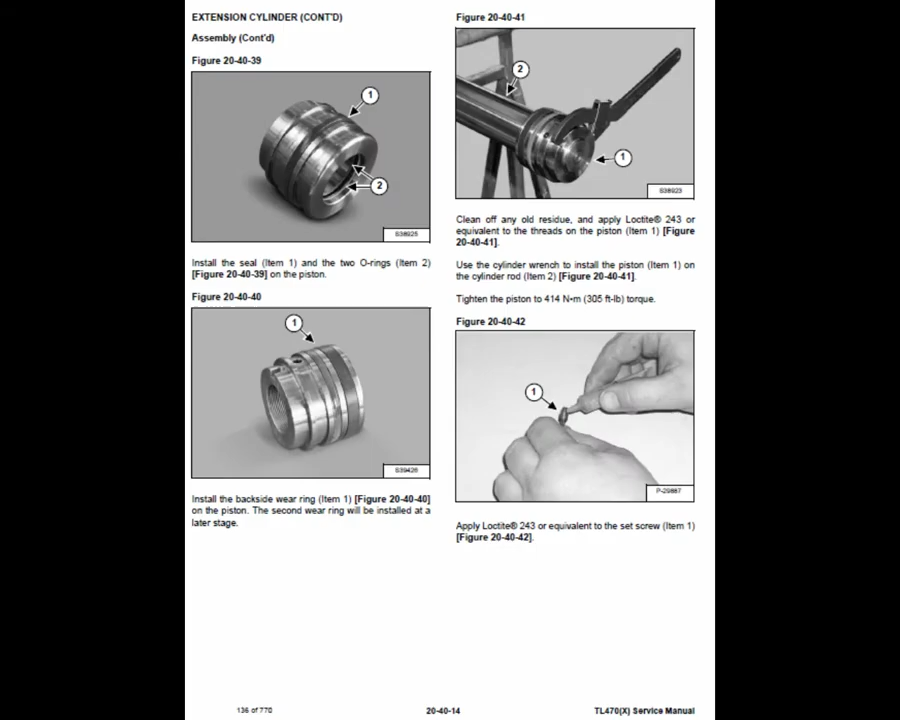 EXTENSION CYLINDER (CONT'D)
Assembly (Cont'd)
Figure 20-40-39
1
2
S38925
Install the seal (Item 1) and the two O-rings (Item 2)
[Figure 20-40-39] on the piston.
Figure 20-40-40
1
S39426
Install the backside wear ring (Item 1) [Figure 20-40-40]
on the piston. The second wear ring will be installed at a
later stage.
Figure 20-40-41
2
1
S38923
Clean off any old residue, and apply Loctite® 243 or
equivalent to the threads on the piston (Item 1) [Figure
20-40-41].
Use the cylinder wrench to install the piston (Item 1) on
the cylinder rod (Item 2) [Figure 20-40-41].
Tighten the piston to 414 N•m (305 ft-lb) torque.
Figure 20-40-42
1
P-29887
Apply Loctite® 243 or equivalent to the set screw (Item 1)
[Figure 20-40-42].
136 of 770
20-40-14
TL470(X) Service Manual